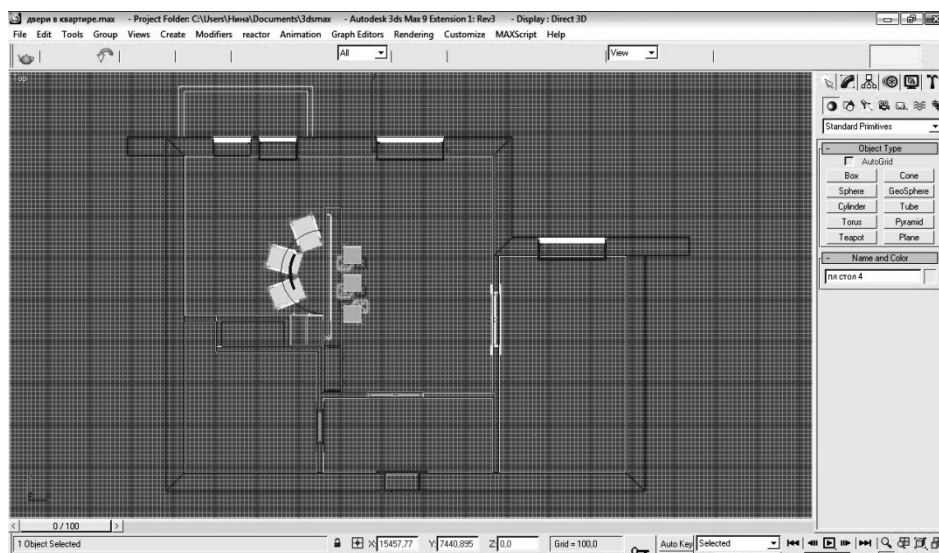 двери в квартире.max - Project Folder: C:\Users\Нина\Documents\3dsmax - Autodesk 3ds Max 9 Extension 1: Rev3 - Display : Direct 3D
File Edit Tools Group Views Create Modifiers reactor Animation Graph Editors Rendering Customize MAXScript Help
All View
Top
Standard Primitives
- Object Type
AutoGrid
Box Cone
Sphere GeoSphere
Cylinder Tube
Torus Pyramid
Teapot Plane
- Name and Color
пл стол 4
< 0 / 100 >
1 Object Selected X: 15457,77 Y: 7440,895 Z: 0,0 Grid = 100,0 Auto Key Selected